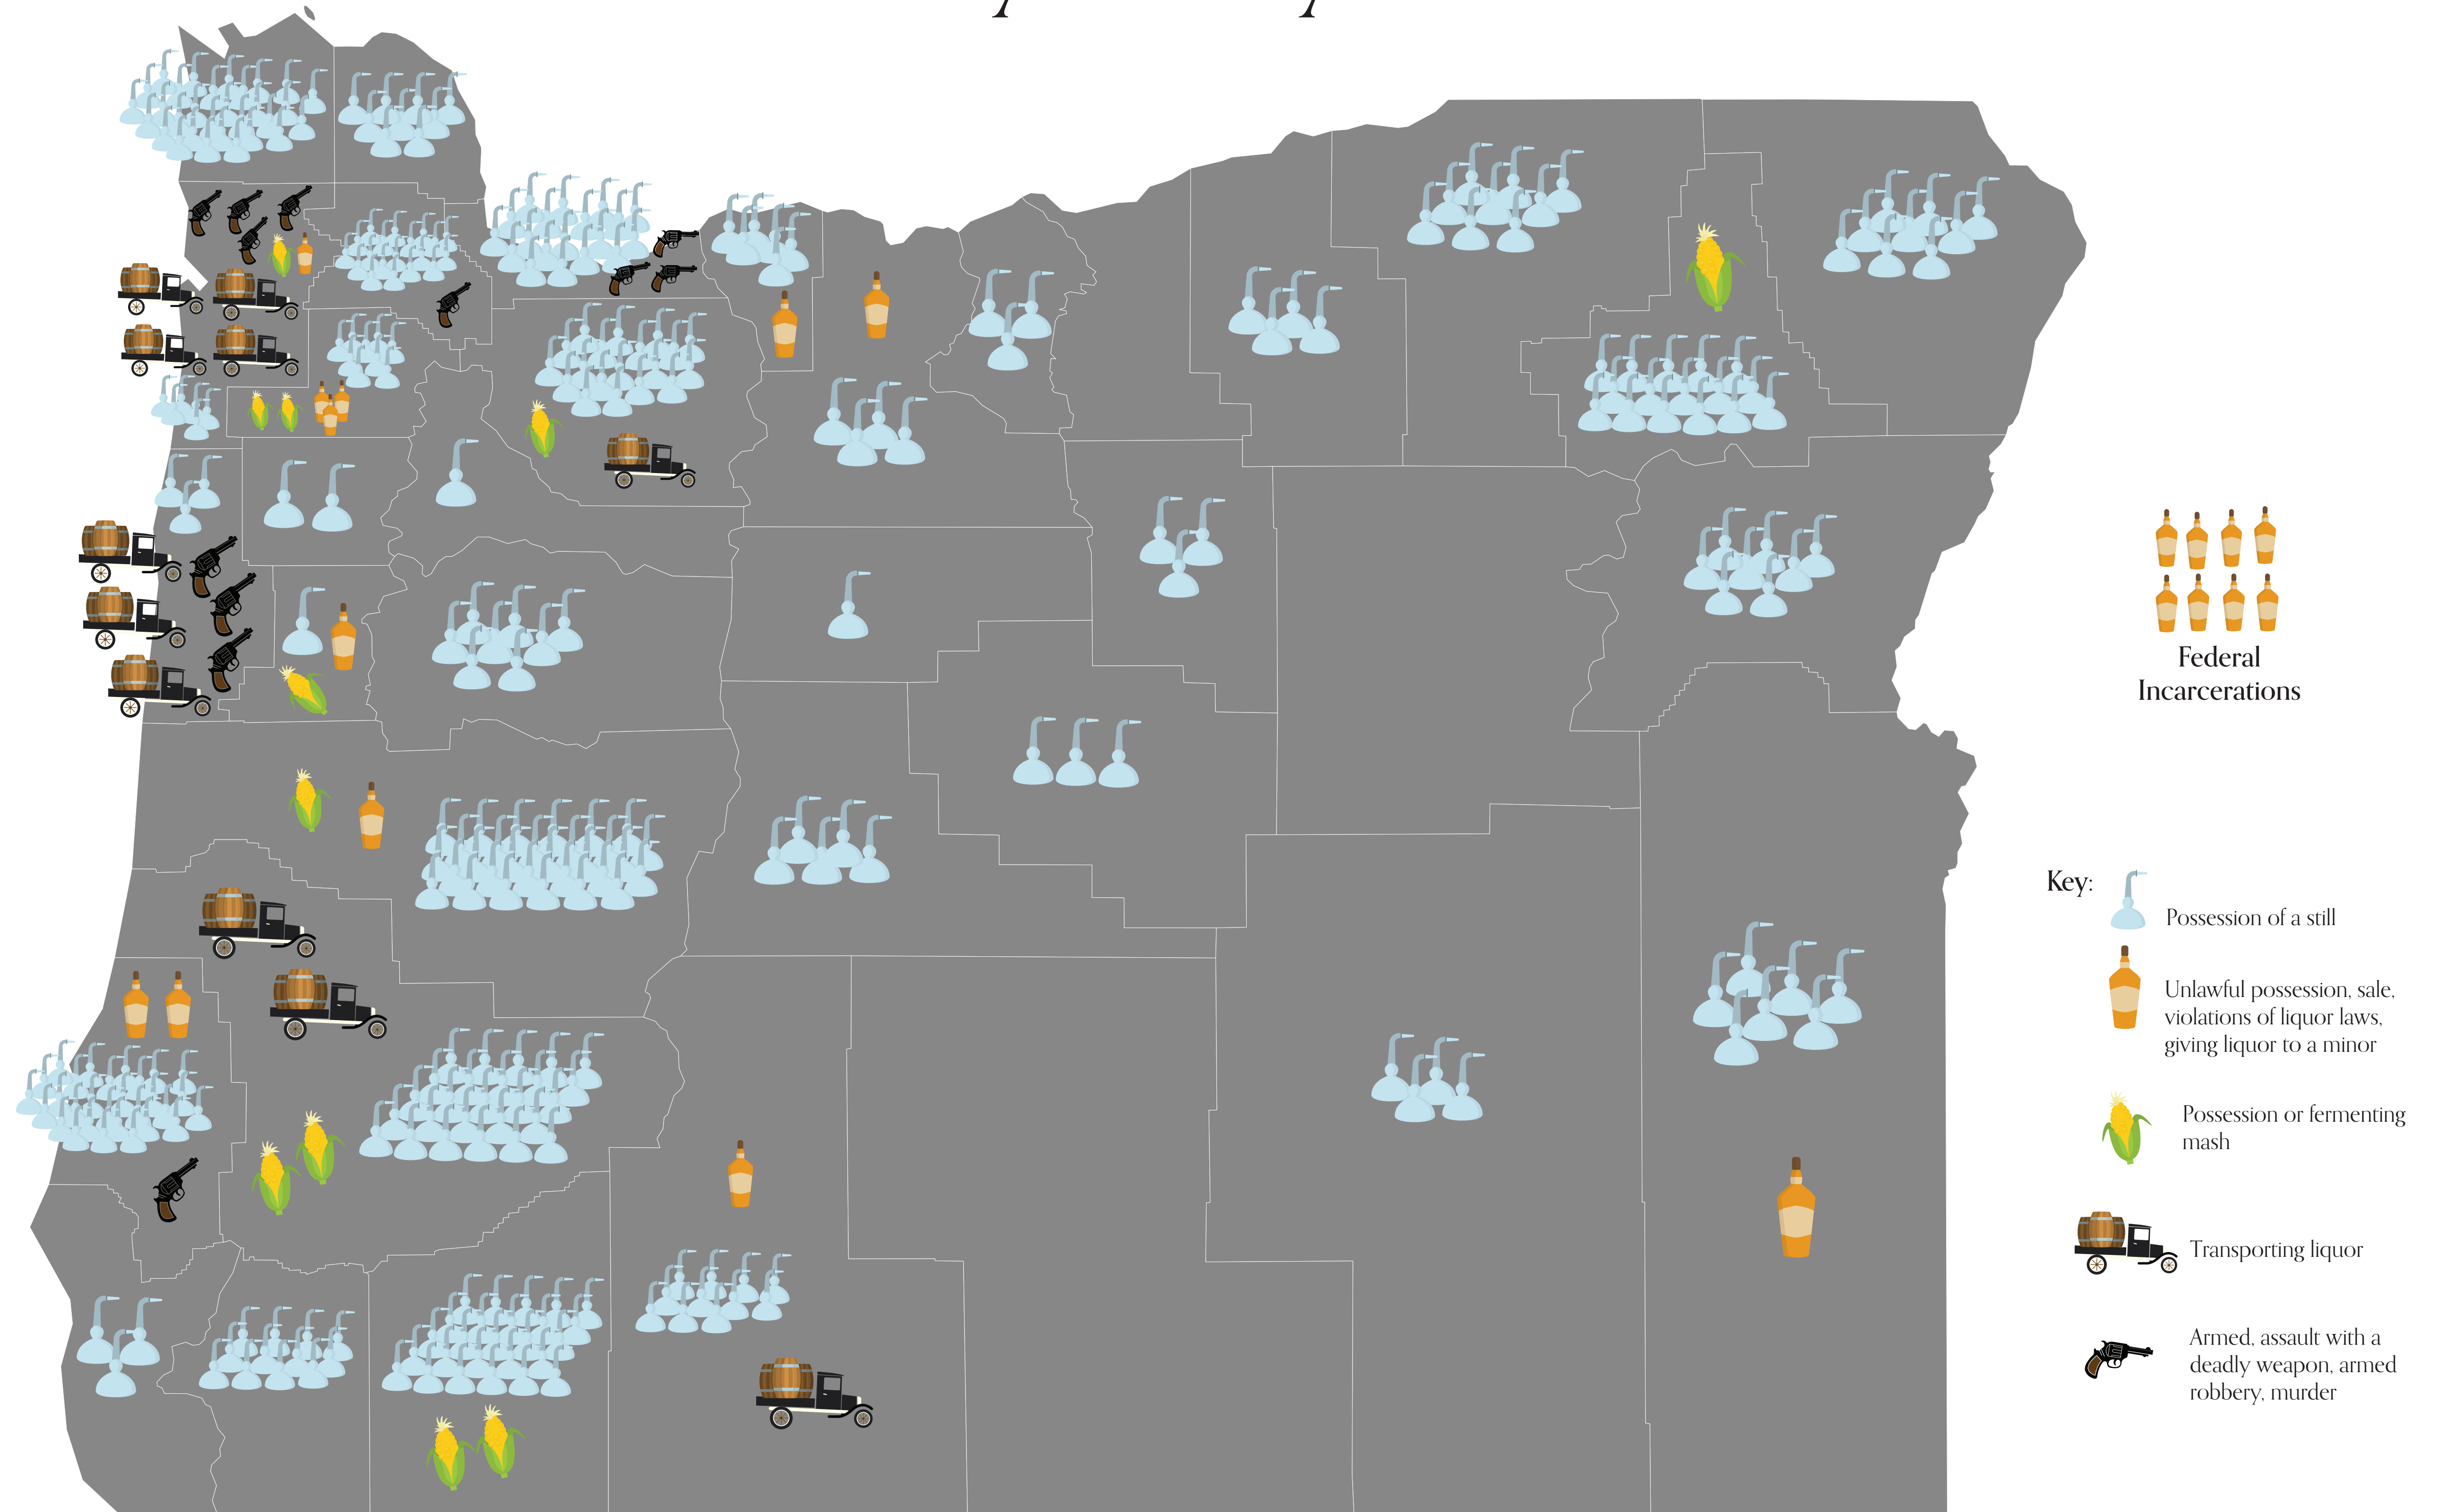 Federal
Incarcerations
Key:
Possession of a still
Unlawful possession, sale,
violations of liquor laws,
giving liquor to a minor
Possession or fermenting
mash
Transporting liquor
Armed, assault with a
deadly weapon, armed
robbery, murder